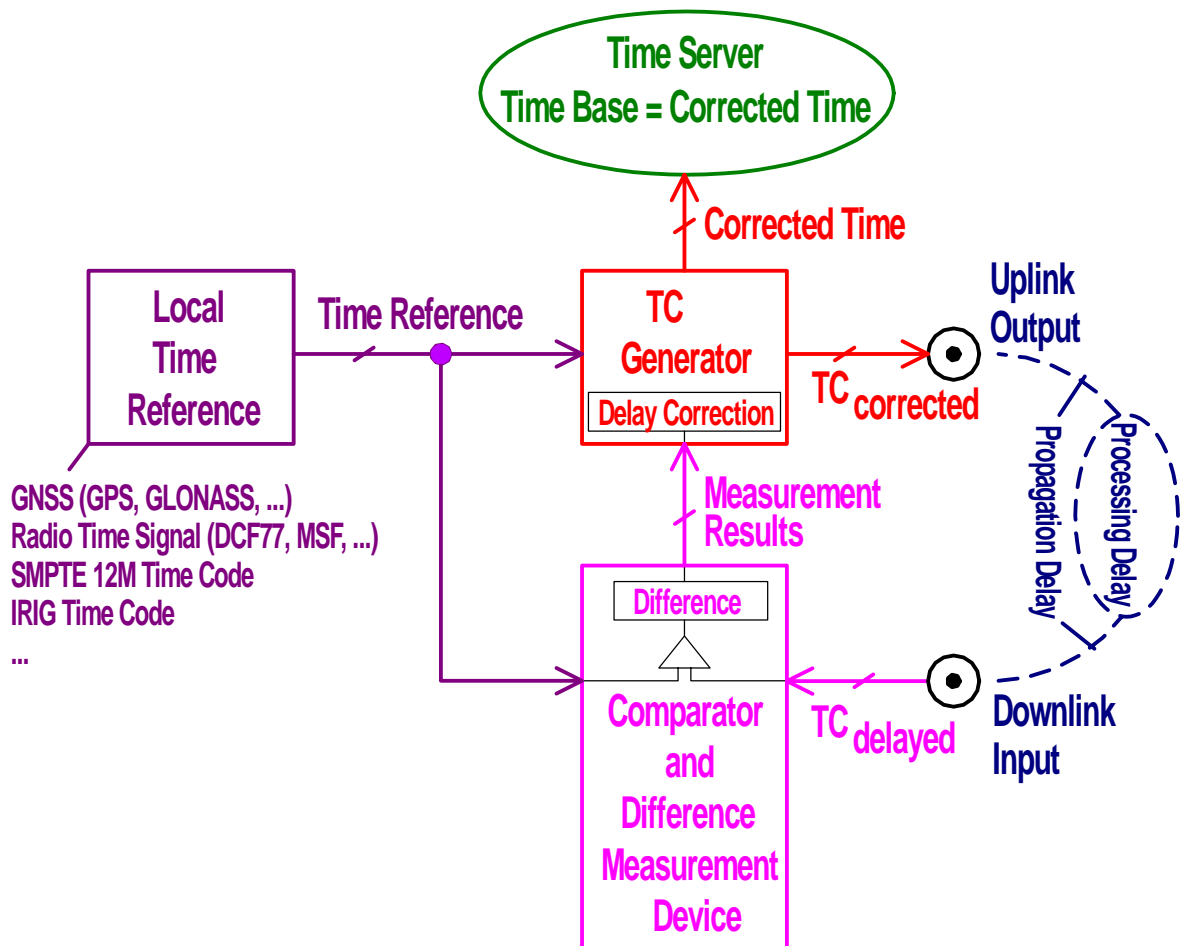 Time Server
Time Base = Corrected Time
Corrected Time
Local
Time
Reference
Time Reference
TC
Generator
Delay Correction
TC corrected
Uplink
Output
Processing Delay
Propagation Delay
GNSS (GPS, GLONASS, ...)
Radio Time Signal (DCF77, MSF, ...)
SMPTE 12M Time Code
IRIG Time Code
...
Measurement
Results
Difference
Comparator
and
Difference
Measurement
Device
TC delayed
Downlink
Input